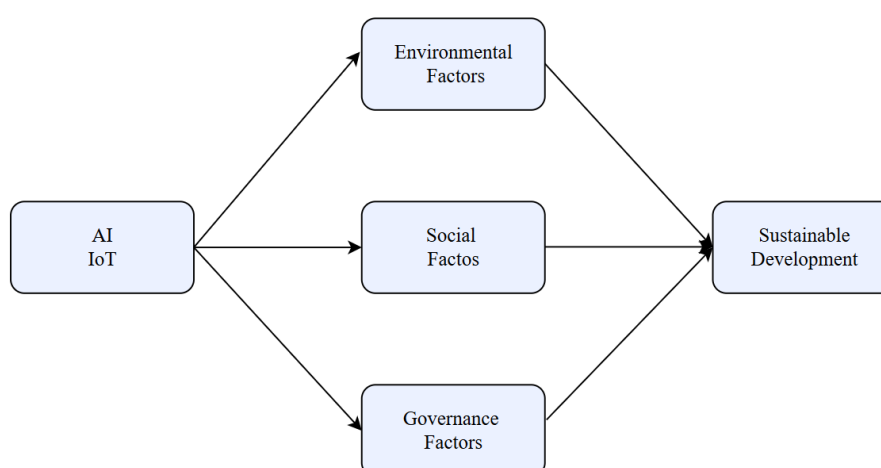 Environmental
Factors
AI
IoT
Social
Factos
Sustainable
Development
Governance
Factors